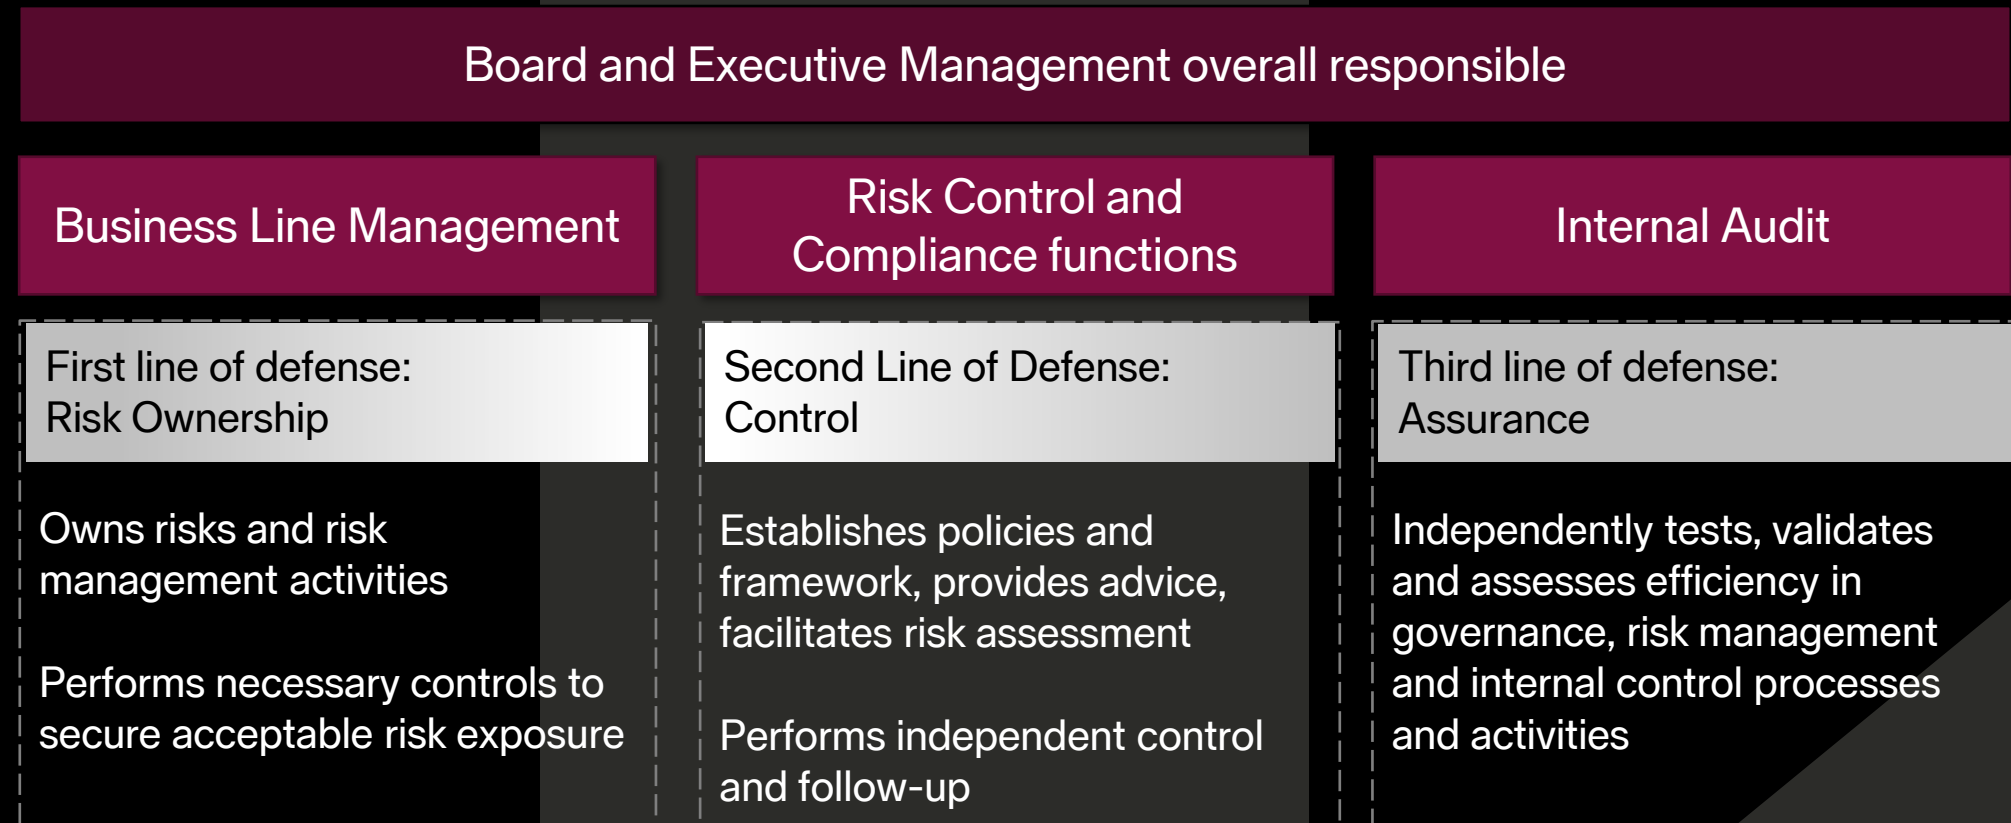 Board and Executive Management overall responsible
Business Line Management
Risk Control and
Compliance functions
Internal Audit
First line of defense:
Risk Ownership
Owns risks and risk
management activities
Performs necessary controls to
secure acceptable risk exposure
Second Line of Defense:
Control
Establishes policies and
framework, provides advice,
facilitates risk assessment
Performs independent control
and follow-up
Third line of defense:
Assurance
Independently tests, validates
and assesses efficiency in
governance, risk management
and internal control processes
and activities